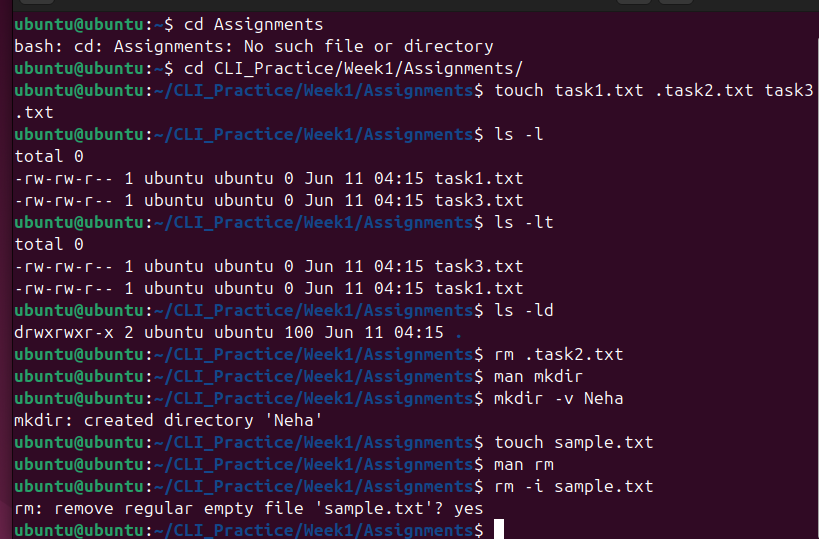 ubuntu@ubuntu:~$ cd Assignments
bash: cd: Assignments: No such file or directory
ubuntu@ubuntu:~$ cd CLI_Practice/Week1/Assignments/
ubuntu@ubuntu:~/CLI_Practice/Week1/Assignments$ touch task1.txt .task2.txt task3
.txt
ubuntu@ubuntu:~/CLI_Practice/Week1/Assignments$ ls -l
total 0
-rw-rw-r-- 1 ubuntu ubuntu 0 Jun 11 04:15 task1.txt
-rw-rw-r-- 1 ubuntu ubuntu 0 Jun 11 04:15 task3.txt
ubuntu@ubuntu:~/CLI_Practice/Week1/Assignments$ ls -lt
total 0
-rw-rw-r-- 1 ubuntu ubuntu 0 Jun 11 04:15 task3.txt
-rw-rw-r-- 1 ubuntu ubuntu 0 Jun 11 04:15 task1.txt
ubuntu@ubuntu:~/CLI_Practice/Week1/Assignments$ ls -ld
drwxrwxr-x 2 ubuntu ubuntu 100 Jun 11 04:15 .
ubuntu@ubuntu:~/CLI_Practice/Week1/Assignments$ rm .task2.txt
ubuntu@ubuntu:~/CLI_Practice/Week1/Assignments$ man mkdir
ubuntu@ubuntu:~/CLI_Practice/Week1/Assignments$ mkdir -v Neha
mkdir: created directory 'Neha'
ubuntu@ubuntu:~/CLI_Practice/Week1/Assignments$ touch sample.txt
ubuntu@ubuntu:~/CLI_Practice/Week1/Assignments$ man rm
ubuntu@ubuntu:~/CLI_Practice/Week1/Assignments$ rm -i sample.txt
rm: remove regular empty file 'sample.txt'? yes
ubuntu@ubuntu:~/CLI_Practice/Week1/Assignments$